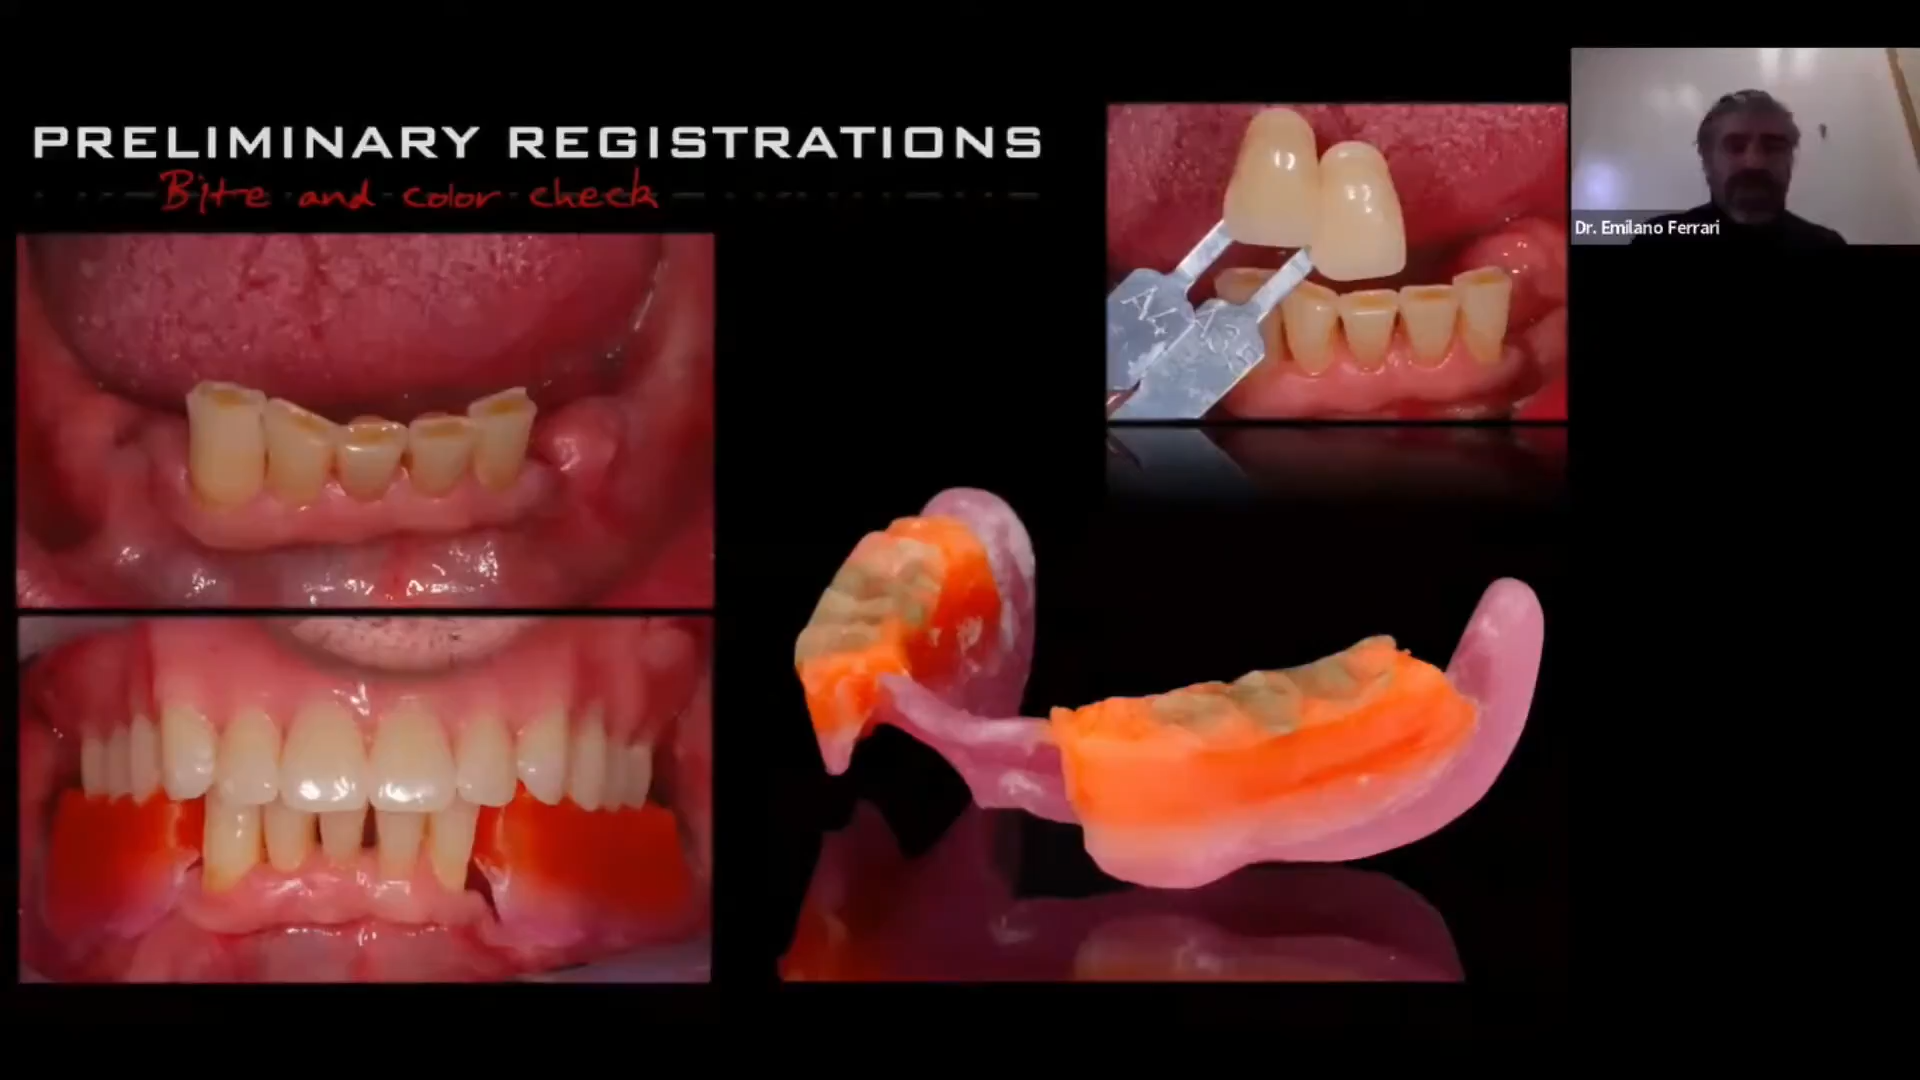 PRELIMINARY REGISTRATIONS
Bite and color check
Dr. Emilano Ferrari